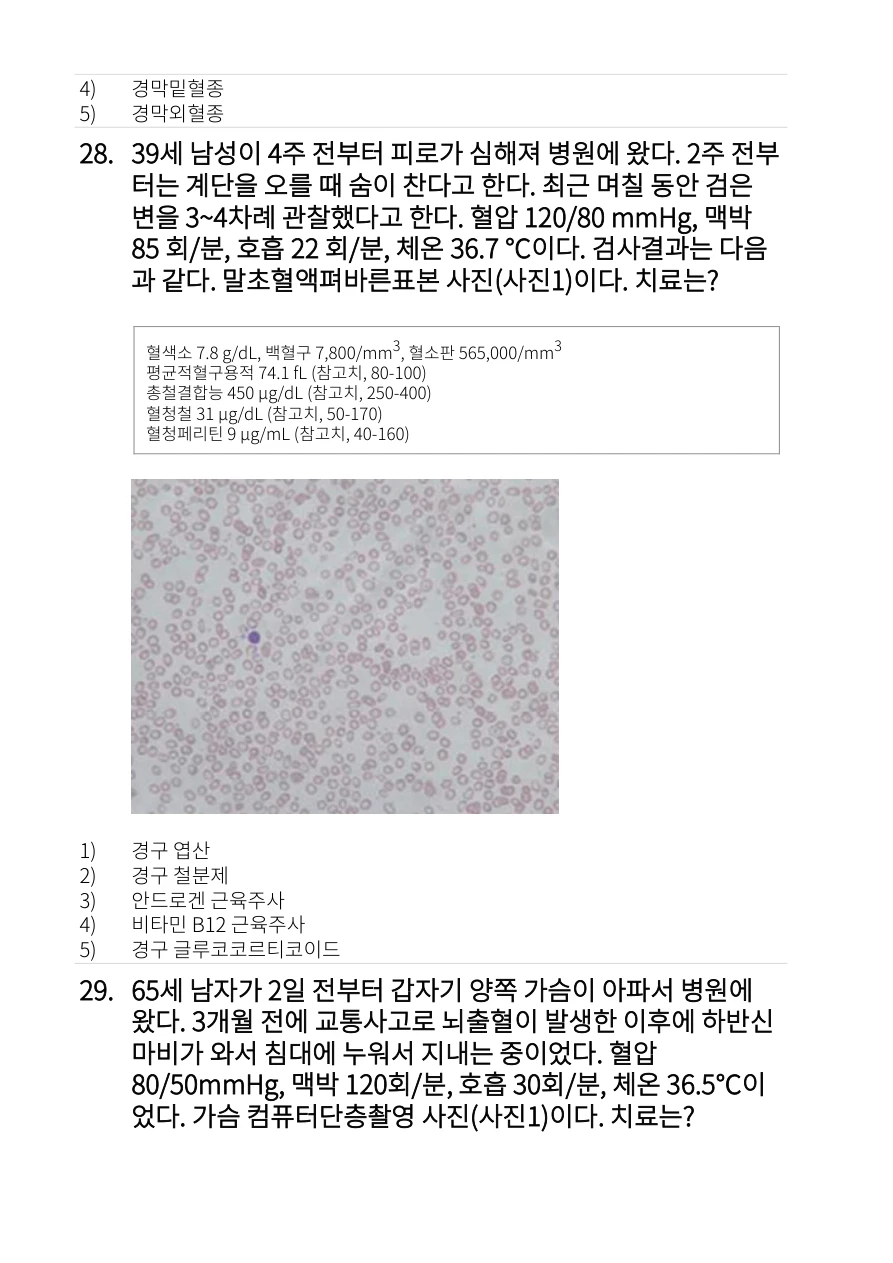 4) 경막밑혈종
5) 경막외혈종
28. 39세 남성이 4주 전부터 피로가 심해져 병원에 왔다. 2주 전부
터는 계단을 오를 때 숨이 찬다고 한다. 최근 며칠 동안 검은
변을 3~4차례 관찰했다고 한다. 혈압 120/80 mmHg, 맥박
85 회/분, 호흡 22 회/분, 체온 36.7 ℃이다. 검사결과는 다음
과 같다. 말초혈액펴바른표본 사진(사진1)이다. 치료는?
혈색소 7.8 g/dL, 백혈구 7,800/mm³, 혈소판 565,000/mm³
평균적혈구용적 74.1 fL (참고치, 80-100)
총철결합능 450 μg/dL (참고치, 250-400)
혈청철 31 μg/dL (참고치, 50-170)
혈청페리틴 9 μg/mL (참고치, 40-160)
1) 경구 엽산
2) 경구 철분제
3) 안드로겐 근육주사
4) 비타민 B12 근육주사
5) 경구 글루코코르티코이드
29. 65세 남자가 2일 전부터 갑자기 양쪽 가슴이 아파서 병원에
왔다. 3개월 전에 교통사고로 뇌출혈이 발생한 이후에 하반신
마비가 와서 침대에 누워서 지내는 중이었다. 혈압
80/50mmHg, 맥박 120회/분, 호흡 30회/분, 체온 36.5℃이
었다. 가슴 컴퓨터단층촬영 사진(사진1)이다. 치료는?